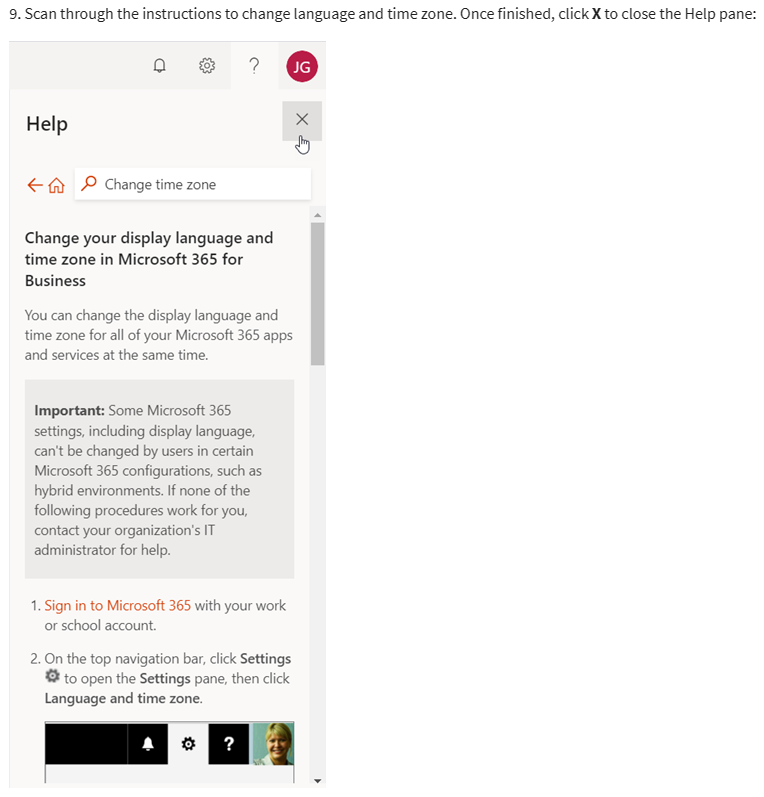 9. Scan through the instructions to change language and time zone. Once finished, click X to close the Help pane:
?
JG
Help
Change time zone
Change your display language and
time zone in Microsoft 365 for
Business
You can change the display language and
time zone for all of your Microsoft 365 apps
and services at the same time.
Important: Some Microsoft 365
settings, including display language,
can't be changed by users in certain
Microsoft 365 configurations, such as
hybrid environments. If none of the
following procedures work for you,
contact your organization's IT
administrator for help.
1. Sign in to Microsoft 365 with your work
or school account.
2. On the top navigation bar, click Settings
to open the Settings pane, then click
Language and time zone.
?